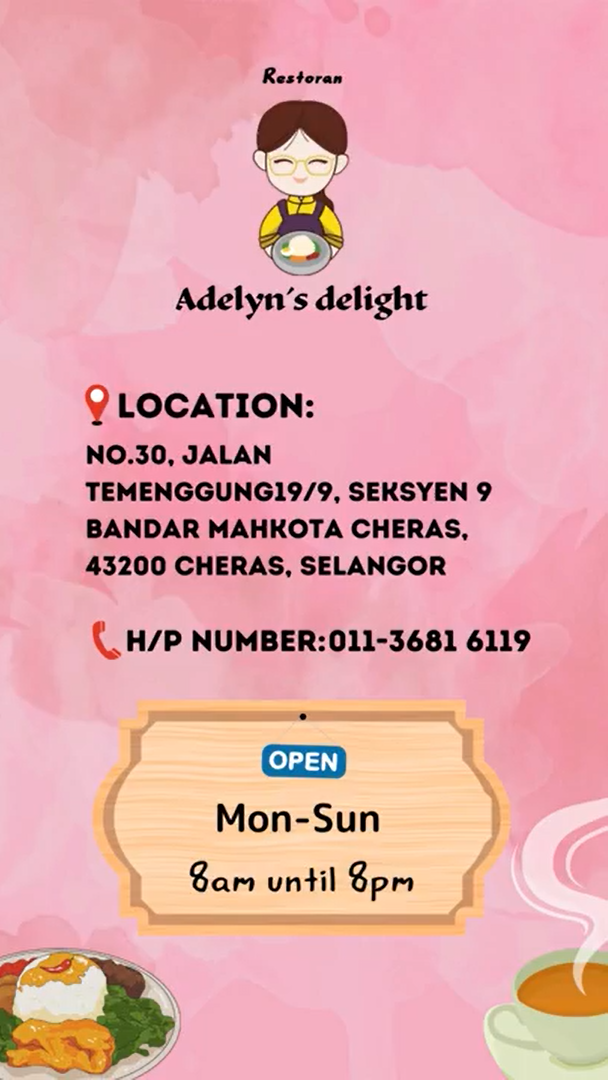 Restoran
Adelyn's delight
LOCATION:
NO.30, JALAN
TEMENGGUNG19/9, SEKSYEN 9
BANDAR MAHKOTA CHERAS,
43200 CHERAS, SELANGOR
H/P NUMBER:011-3681 6119
OPEN
Mon-Sun
8am until 8pm